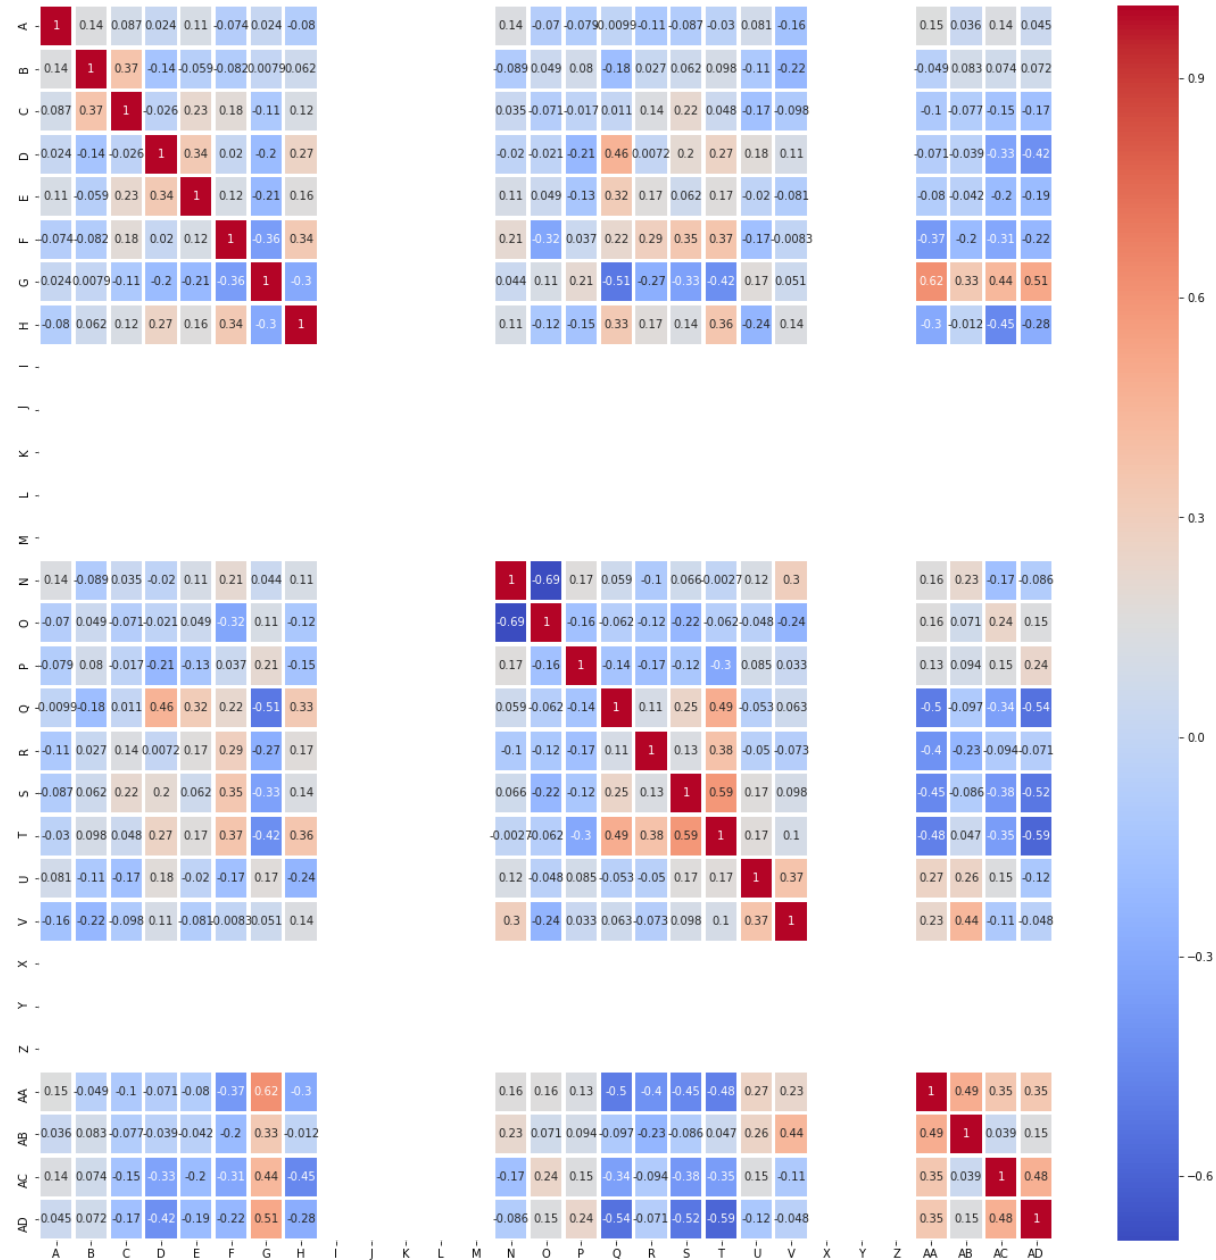 A 1 0.14 0.087 0.024 0.11 -0.074 0.024 -0.08 0.14 -0.07 -0.079 0.0099 -0.11 -0.087 -0.03 0.081 -0.16 0.15 0.036 0.14 0.045
0.9
B 0.14 1 0.37 -0.14 -0.059 -0.082 0.0079 0.062 -0.089 0.049 0.08 -0.18 0.027 0.062 0.098 -0.11 -0.22 -0.049 0.083 0.074 0.072
C 0.087 0.37 1 -0.026 0.23 0.18 -0.11 0.12 0.035 -0.071 -0.017 0.011 0.14 0.22 0.048 -0.17 -0.098 -0.1 -0.077 -0.15 -0.17
D 0.024 -0.14 -0.026 1 0.34 0.02 -0.2 0.27 -0.02 -0.021 -0.21 0.46 0.0072 0.2 0.27 0.18 0.11 -0.071 -0.039 -0.33 -0.42
E 0.11 -0.059 0.23 0.34 1 0.12 -0.21 0.16 0.11 0.049 -0.13 0.32 0.17 0.062 0.17 -0.02 -0.081 -0.08 -0.042 -0.2 -0.19
F -0.074 -0.082 0.18 0.02 0.12 1 -0.36 0.34 0.21 -0.32 0.037 0.22 0.29 0.35 0.37 -0.17 -0.0083 -0.37 -0.2 -0.31 -0.22
G 0.024 0.0079 -0.11 -0.2 -0.21 -0.36 1 -0.3 0.044 0.11 0.21 -0.51 -0.27 -0.33 -0.42 0.17 0.051 0.62 0.33 0.44 0.51
0.6
H -0.08 0.062 0.12 0.27 0.16 0.34 -0.3 1 0.11 -0.12 -0.15 0.33 0.17 0.14 0.36 -0.24 0.14 -0.3 -0.012 -0.45 -0.28
I
J
K
L
0.3
M
N 0.14 -0.089 0.035 -0.02 0.11 0.21 0.044 0.11 1 -0.69 0.17 0.059 -0.1 0.066 -0.0027 0.12 0.3 0.16 0.23 -0.17 -0.086
O -0.07 0.049 -0.071 -0.021 0.049 -0.32 0.11 -0.12 -0.69 1 -0.16 -0.062 -0.12 -0.22 -0.062 -0.048 -0.24 0.16 0.071 0.24 0.15
P -0.079 0.08 -0.017 -0.21 -0.13 0.037 0.21 -0.15 0.17 -0.16 1 -0.14 -0.17 -0.12 -0.3 0.085 0.033 0.13 0.094 0.15 0.24
Q -0.0099 -0.18 0.011 0.46 0.32 0.22 -0.51 0.33 0.059 -0.062 -0.14 1 0.11 0.25 0.49 -0.053 0.063 -0.5 -0.097 -0.34 -0.54
0.0
R -0.11 0.027 0.14 0.0072 0.17 0.29 -0.27 0.17 -0.1 -0.12 -0.17 0.11 1 0.13 0.38 -0.05 -0.073 -0.4 -0.23 -0.094 -0.071
S -0.087 0.062 0.22 0.2 0.062 0.35 -0.33 0.14 0.066 -0.22 -0.12 0.25 0.13 1 0.59 0.17 0.098 -0.45 -0.086 -0.38 -0.52
T -0.03 0.098 0.048 0.27 0.17 0.37 -0.42 0.36 -0.0027 -0.062 -0.3 0.49 0.38 0.59 1 0.17 0.1 -0.48 0.047 -0.35 -0.59
U 0.081 -0.11 -0.17 0.18 -0.02 -0.17 0.17 -0.24 0.12 -0.048 0.085 -0.053 -0.05 0.17 0.17 1 0.37 0.27 0.26 0.15 -0.12
V -0.16 -0.22 -0.098 0.11 -0.081 -0.0083 0.051 0.14 0.3 -0.24 0.033 0.063 -0.073 0.098 0.1 0.37 1 0.23 0.44 -0.11 -0.048
−0.3
X
Y
Z
AA 0.15 -0.049 -0.1 -0.071 -0.08 -0.37 0.62 -0.3 0.16 0.16 0.13 -0.5 -0.4 -0.45 -0.48 0.27 0.23 1 0.49 0.35 0.35
AB 0.036 0.083 -0.077 -0.039 -0.042 -0.2 0.33 -0.012 0.23 0.071 0.094 -0.097 -0.23 -0.086 0.047 0.26 0.44 0.49 1 0.039 0.15
AC 0.14 0.074 -0.15 -0.33 -0.2 -0.31 0.44 -0.45 -0.17 0.24 0.15 -0.34 -0.094 -0.38 -0.35 0.15 -0.11 0.35 0.039 1 0.48
−0.6
AD 0.045 0.072 -0.17 -0.42 -0.19 -0.22 0.51 -0.28 -0.086 0.15 0.24 -0.54 -0.071 -0.52 -0.59 -0.12 -0.048 0.35 0.15 0.48 1
A B C D E F G H I J K L M N O P Q R S T U V X Y Z AA AB AC AD